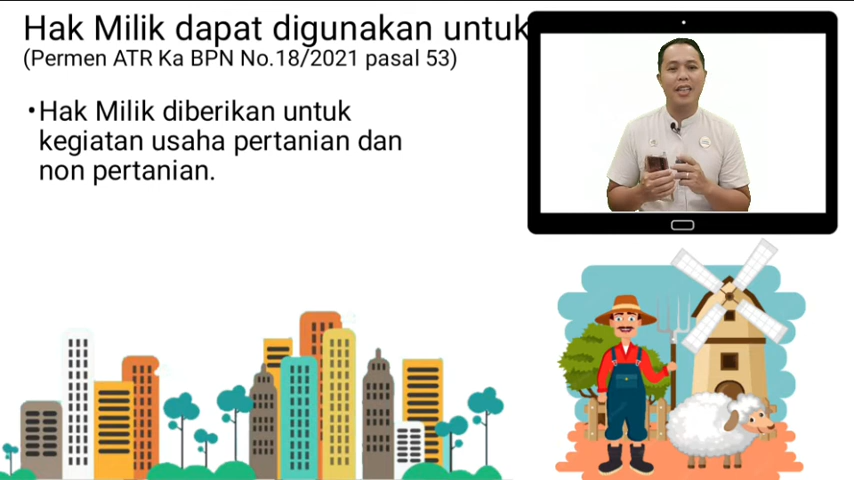 Hak Milik dapat digunakan untuk
(Permen ATR Ka BPN No.18/2021 pasal 53)
•Hak Milik diberikan untuk
kegiatan usaha pertanian dan
non pertanian.